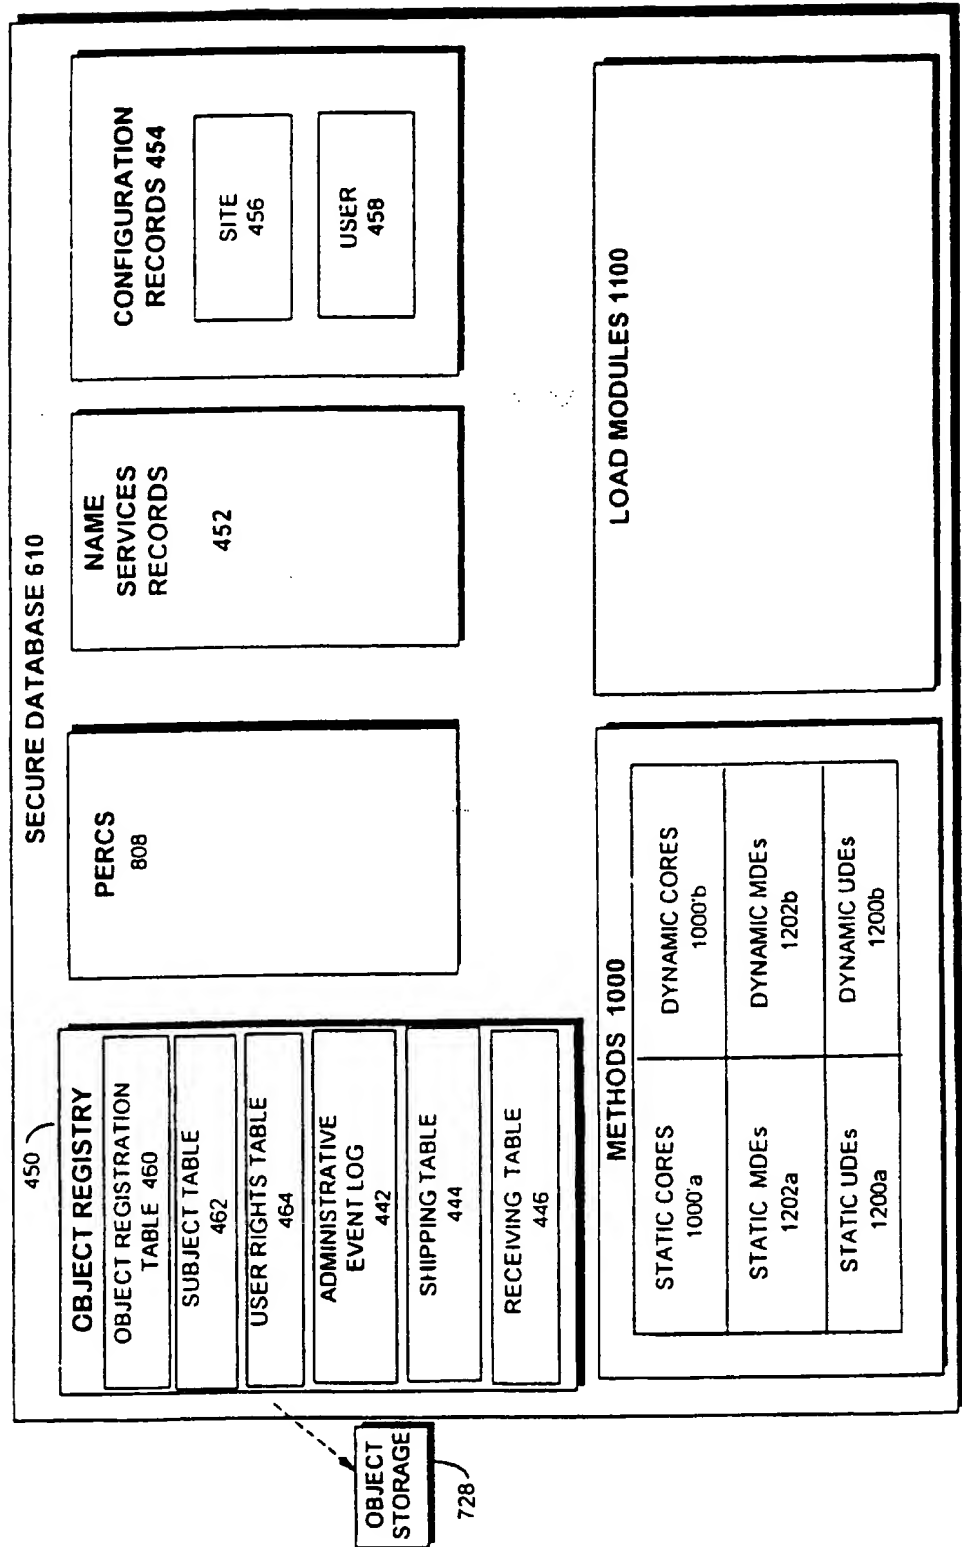 SECURE DATABASE 610
450
OBJECT REGISTRY
OBJECT REGISTRATION
TABLE 460
SUBJECT TABLE
462
USER RIGHTS TABLE
464
ADMINISTRATIVE
EVENT LOG
442
SHIPPING TABLE
444
RECEIVING TABLE
446
OBJECT
STORAGE
728
PERCS
808
NAME
SERVICES
RECORDS
452
CONFIGURATION
RECORDS 454
SITE
456
USER
458
METHODS 1000
STATIC CORES
1000'a
DYNAMIC CORES
1000'b
STATIC MDEs
1202a
DYNAMIC MDEs
1202b
STATIC UDEs
1200a
DYNAMIC UDEs
1200b
LOAD MODULES 1100